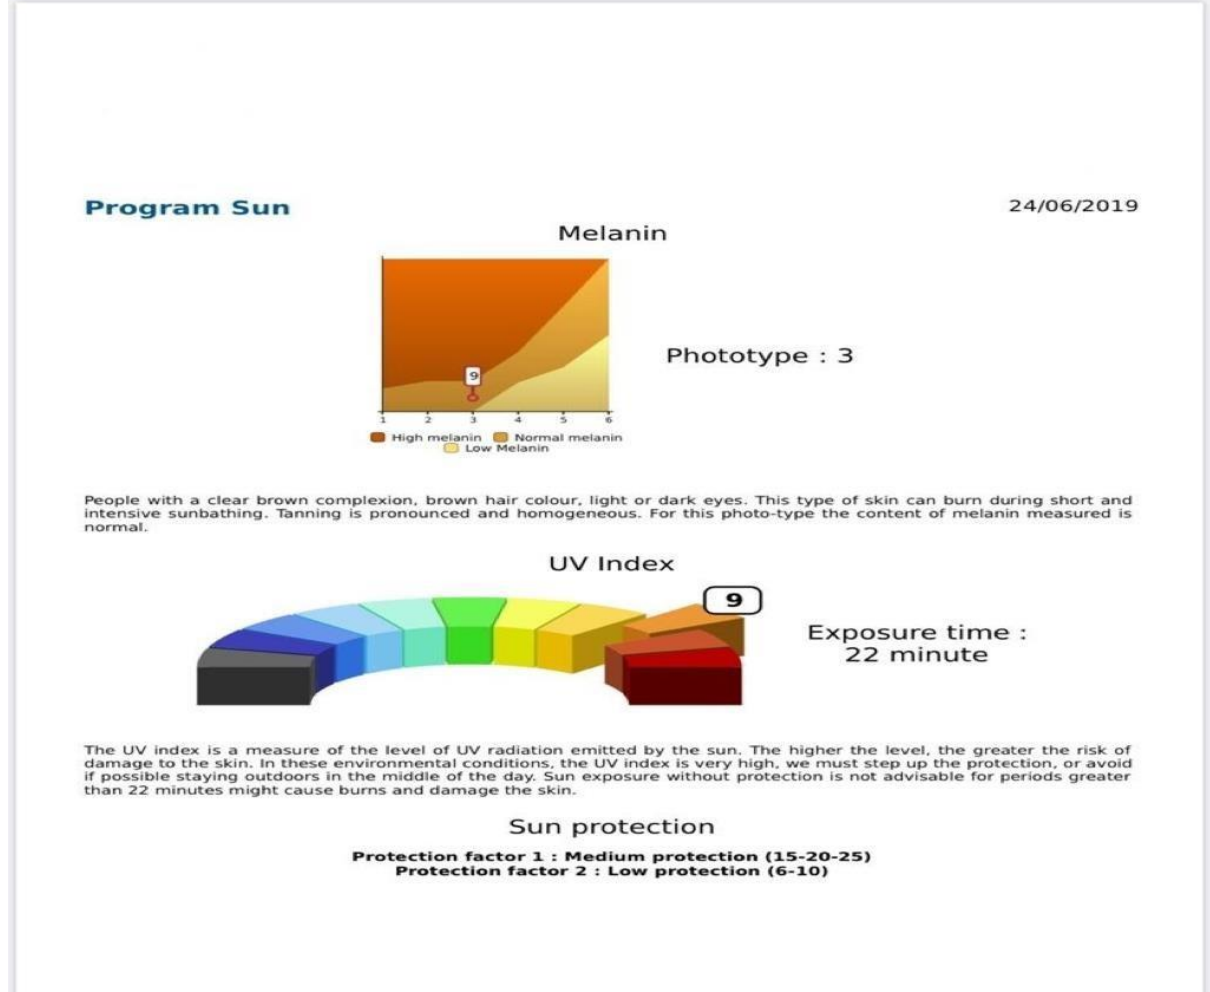 Program Sun
24/06/2019
Melanin
9
Phototype : 3
1 2 3 4 5 6
High melanin Normal melanin
Low Melanin
People with a clear brown complexion, brown hair colour, light or dark eyes. This type of skin can burn during short and
intensive sunbathing. Tanning is pronounced and homogeneous. For this photo-type the content of melanin measured is
normal.
UV Index
9
Exposure time :
22 minute
The UV index is a measure of the level of UV radiation emitted by the sun. The higher the level, the greater the risk of
damage to the skin. In these environmental conditions, the UV index is very high, we must step up the protection, or avoid
if possible staying outdoors in the middle of the day. Sun exposure without protection is not advisable for periods greater
than 22 minutes might cause burns and damage the skin.
Sun protection
Protection factor 1 : Medium protection (15-20-25)
Protection factor 2 : Low protection (6-10)